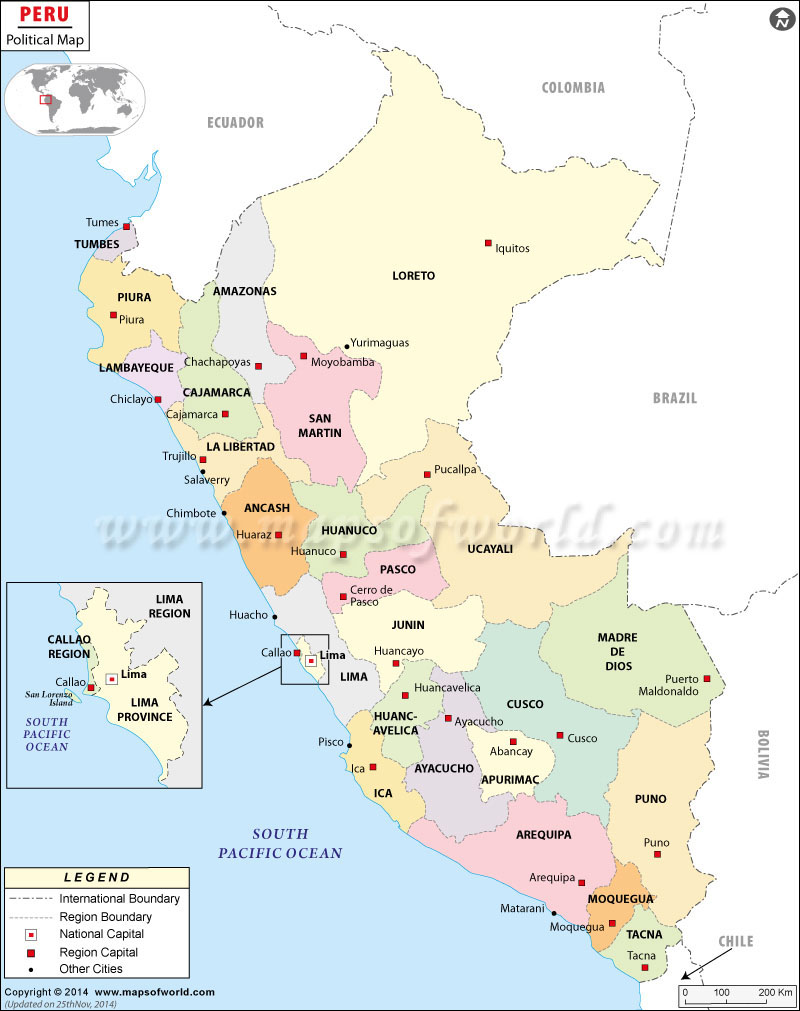 PERU
Political Map
N
COLOMBIA
ECUADOR
Tumes
TUMBES
Iquitos
LORETO
AMAZONAS
PIURA
Piura
Yurimaguas
Chachapoyas
Moyobamba
LAMBAYEQUE
CAJAMARCA
Chiclayo
Cajamarca
BRAZIL
SAN
MARTIN
LA LIBERTAD
Trujillo
Salaverry
Pucallpa
ANCASH
Chimbote
www.mapsofworld.com
Huaraz
HUANUCO
Huanuco
UCAYALI
PASCO
Cerro de
Pasco
Huacho
JUNIN
MADRE
DE
DIOS
Callao
Lima
Huancayo
LIMA
Huancavelica
Puerto
Maldonaldo
CUSCO
HUANC-
AVELICA
Ayacucho
Cusco
Pisco
Abancay
Ica
AYACUCHO
APURIMAC
ICA
PUNO
BOLIVIA
AREQUIPA
Puno
Arequipa
MOQUEGUA
Matarani
Moquegua
TACNA
Tacna
CHILE
SOUTH
PACIFIC OCEAN
LIMA
REGION
CALLAO
REGION
Lima
Callao
San Lorenzo
Island
LIMA
PROVINCE
SOUTH
PACIFIC
OCEAN
LEGEND
International Boundary
Region Boundary
National Capital
Region Capital
Other Cities
Copyright © 2014 www.mapsofworld.com
(Updated on 25thNov, 2014)
0 100 200 Km